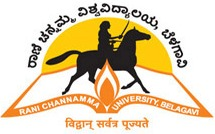 ರಾಣಿ ಚನ್ನಮ್ಮ ವಿಶ್ವವಿದ್ಯಾಲಯ, ಬೆಳಗಾವಿ
RANI CHANNAMMA UNIVERSITY, BELAGAVI
विद्वान् सर्वत्र पूज्यते